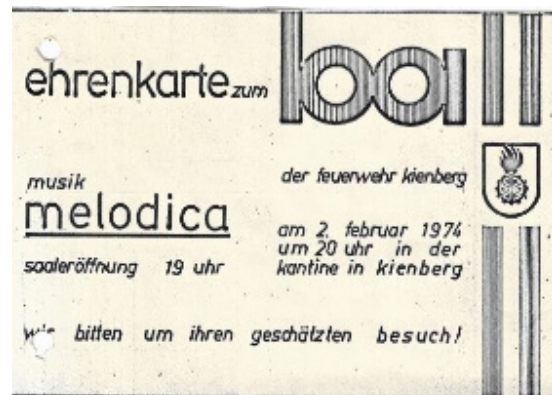 ehrenkarte zum ball
der feuerwehr kienberg
musik
melodica
am 2. februar 1974
um 20 uhr in der
kantine in kienberg
saaleröffnung 19 uhr
wir bitten um ihren geschätzten besuch!